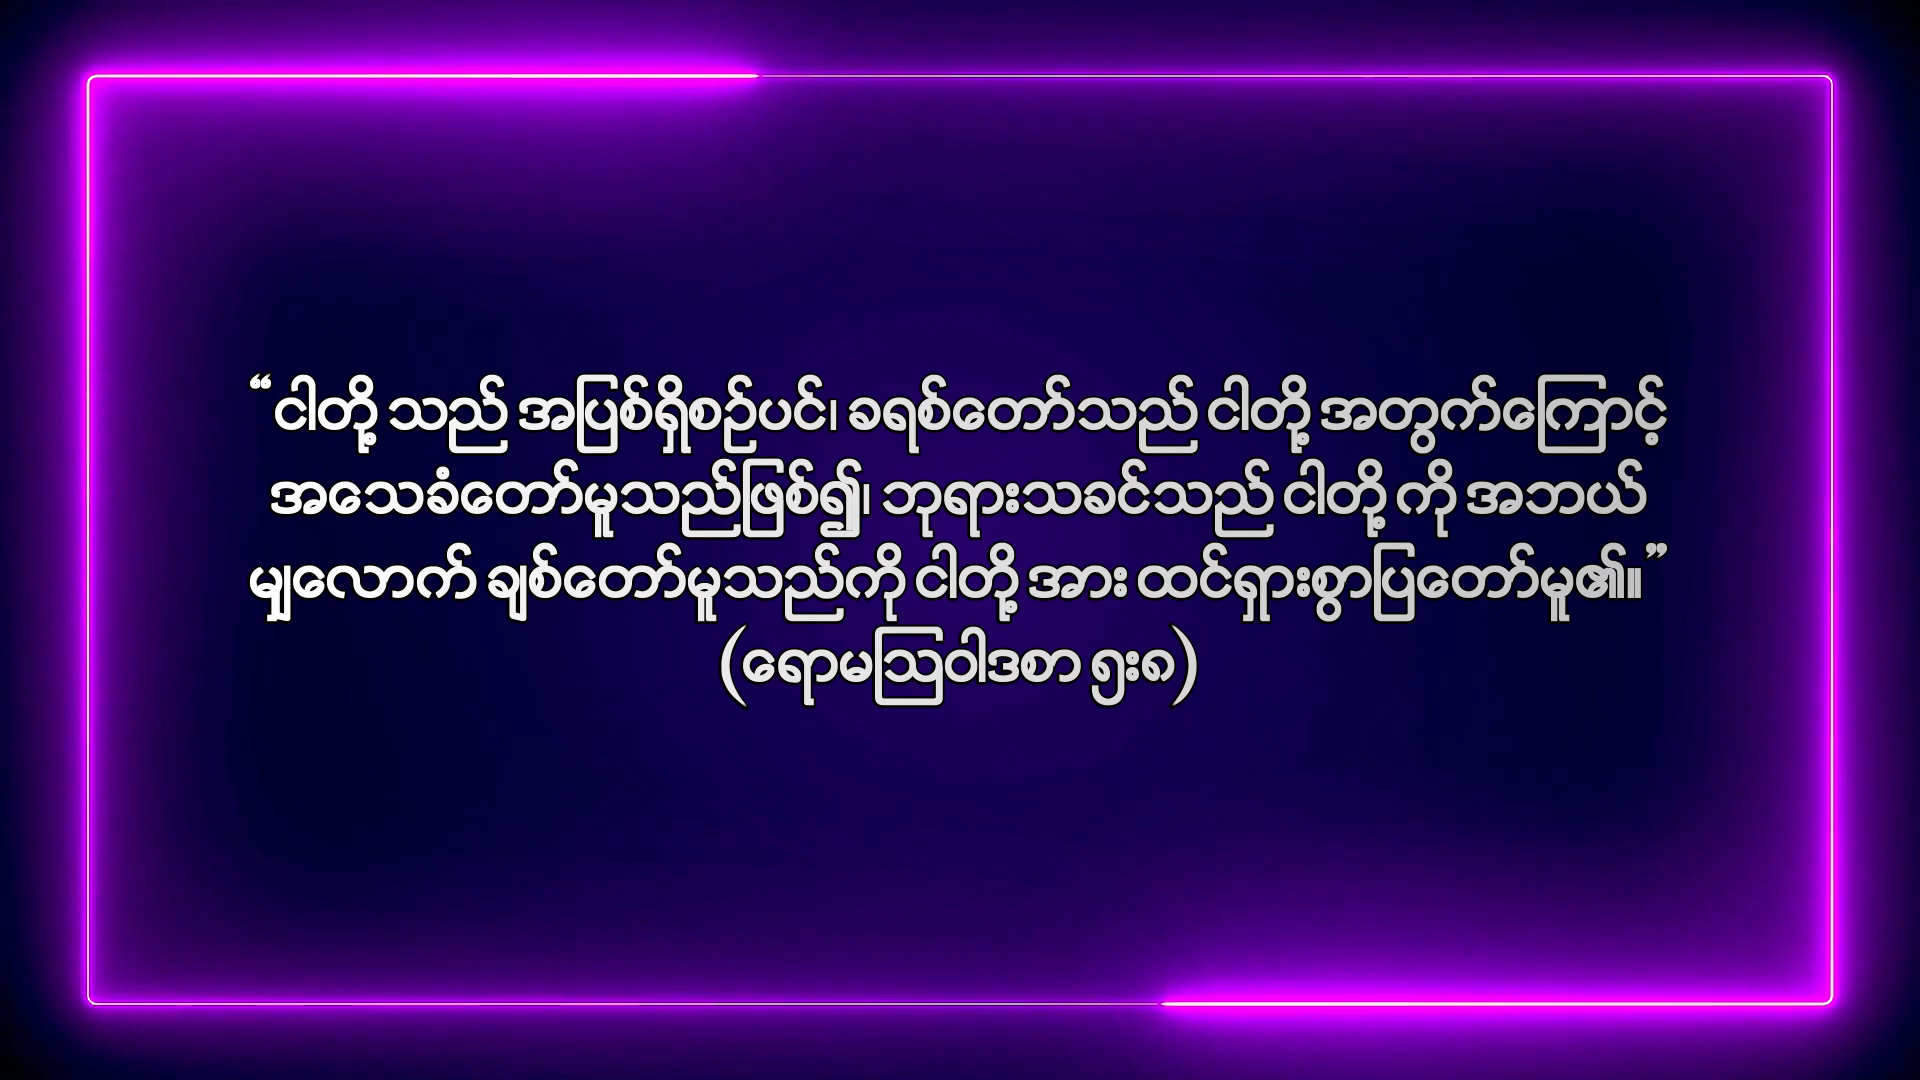 “ငါတို့ သည် အပြစ်ရှိစဉ်ပင်၊ ခရစ်တော်သည် ငါတို့ အတွက်ကြောင့်
အသေခံတော်မူသည်ဖြစ်၍၊ ဘုရားသခင်သည် ငါတို့ ကို အဘယ်
မျှလောက် ချစ်တော်မူသည်ကို ငါတို့ အား ထင်ရှားစွာပြတော်မူ၏။”
(ရောမဩဝါဒစာ ၅း၈)